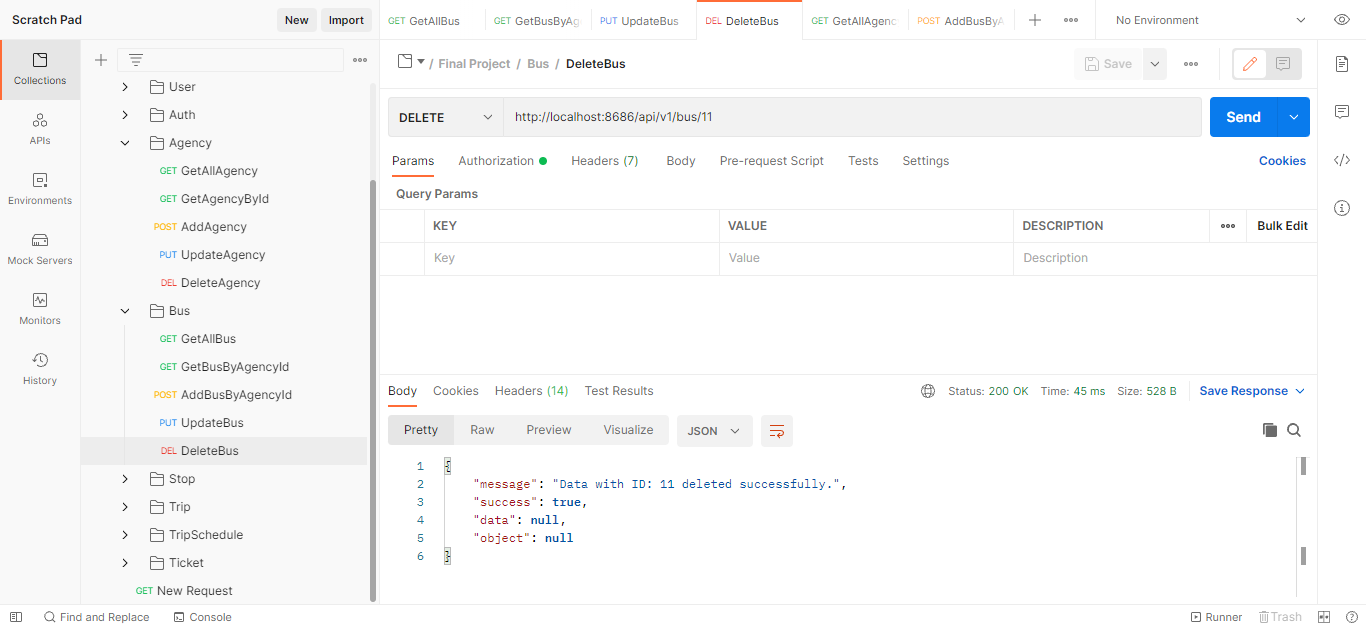 Scratch Pad
New
Import
GET GetAllBus
GET GetBusByAg
PUT UpdateBus
DEL DeleteBus
GET GetAllAgenc
POST AddBusByA
No Environment
Collections
APIs
Environments
Mock Servers
Monitors
History
User
Auth
Agency
GET GetAllAgency
GET GetAgencyById
POST AddAgency
PUT UpdateAgency
DEL DeleteAgency
Bus
GET GetAllBus
GET GetBusByAgencyId
POST AddBusByAgencyId
PUT UpdateBus
DEL DeleteBus
Stop
Trip
TripSchedule
Ticket
GET New Request
/ Final Project / Bus / DeleteBus
Save
DELETE
http://localhost:8686/api/v1/bus/11
Send
Params
Authorization
Headers (7)
Body
Pre-request Script
Tests
Settings
Cookies
Query Params
KEY
VALUE
DESCRIPTION
Bulk Edit
Key
Value
Description
Body
Cookies
Headers (14)
Test Results
Status: 200 OK
Time: 45 ms
Size: 528 B
Save Response
Pretty
Raw
Preview
Visualize
JSON
1 {
2 "message": "Data with ID: 11 deleted successfully.",
3 "success": true,
4 "data": null,
5 "object": null
6 }
Find and Replace
Console
Runner
Trash